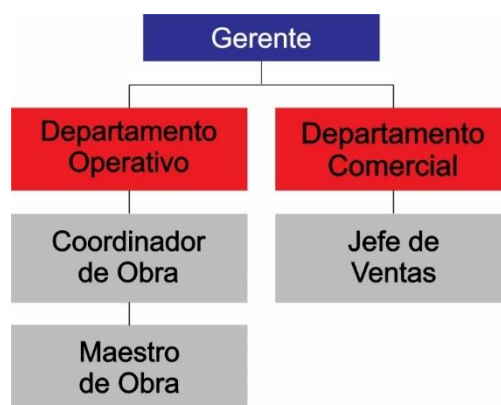 Gerente
Departamento
Operativo
Departamento
Comercial
Coordinador
de Obra
Jefe de
Ventas
Maestro
de Obra